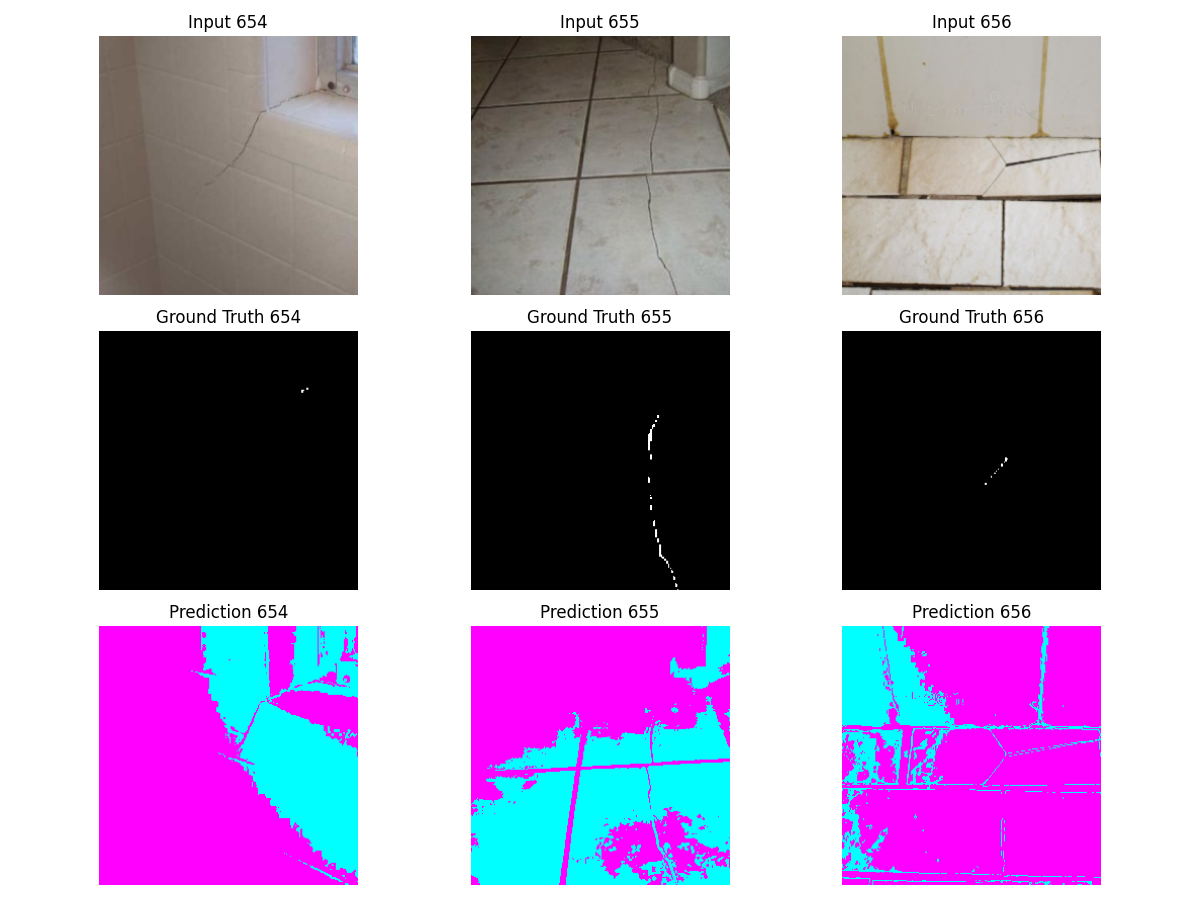 Input 654
Input 655
Input 656
Ground Truth 654
Ground Truth 655
Ground Truth 656
Prediction 654
Prediction 655
Prediction 656